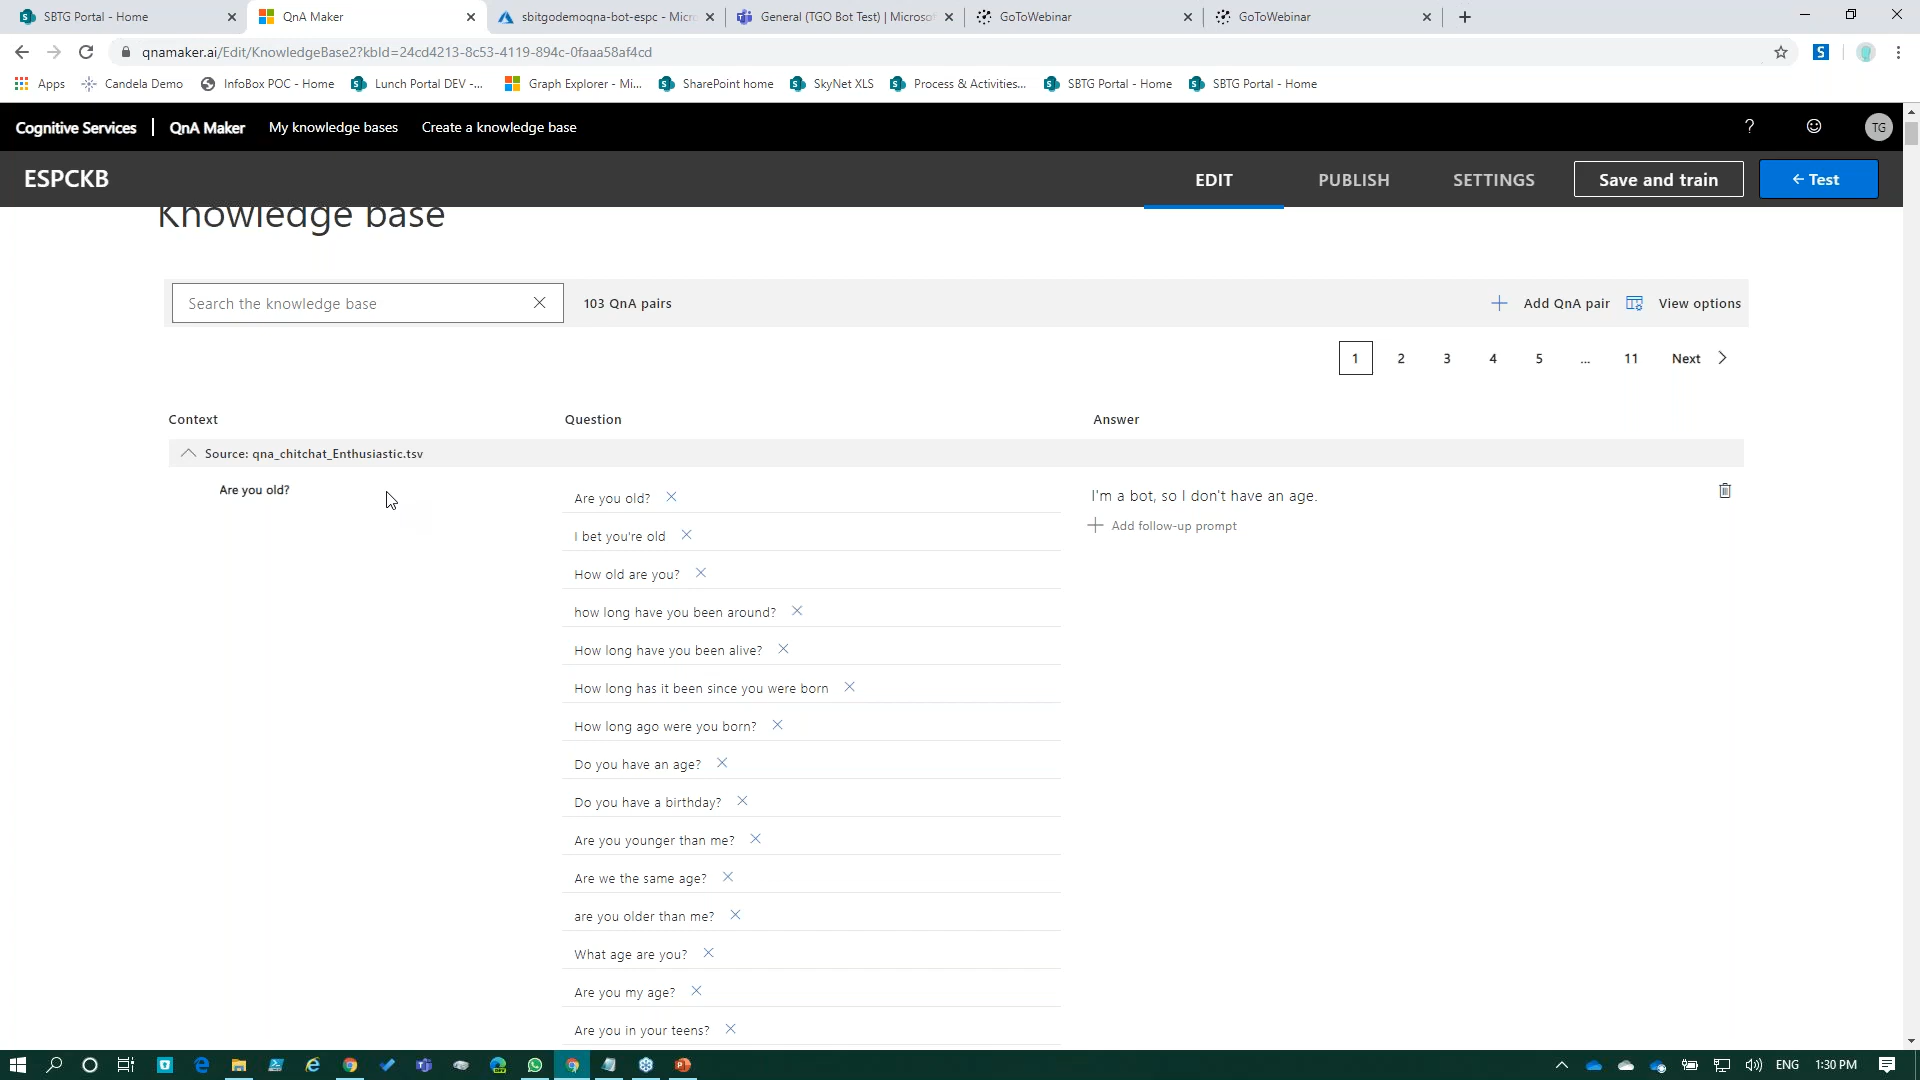 SBTG Portal - Home
QnA Maker
sbitgodemoqna-bot-espc - Micr
General (TGO Bot Test) | Microsof
GoToWebinar
GoToWebinar
qnamaker.ai/Edit/KnowledgeBase2?kbId=24cd4213-8c53-4119-894c-0faaa58af4cd
Apps
Candela Demo
InfoBox POC - Home
Lunch Portal DEV -...
Graph Explorer - Mi...
SharePoint home
SkyNet XLS
Process & Activities...
SBTG Portal - Home
SBTG Portal - Home
Cognitive Services
QnA Maker
My knowledge bases
Create a knowledge base
?
TG
ESPCKB
EDIT
PUBLISH
SETTINGS
Save and train
← Test
Knowledge base
Search the knowledge base
103 QnA pairs
Add QnA pair
View options
1 2 3 4 5 ... 11 Next
Context
Question
Answer
Source: qna_chitchat_Enthusiastic.tsv
Are you old?
Are you old?
I'm a bot, so I don't have an age.
Add follow-up prompt
I bet you're old
How old are you?
how long have you been around?
How long have you been alive?
How long has it been since you were born
How long ago were you born?
Do you have an age?
Do you have a birthday?
Are you younger than me?
Are we the same age?
are you older than me?
What age are you?
Are you my age?
Are you in your teens?
ENG
1:30 PM